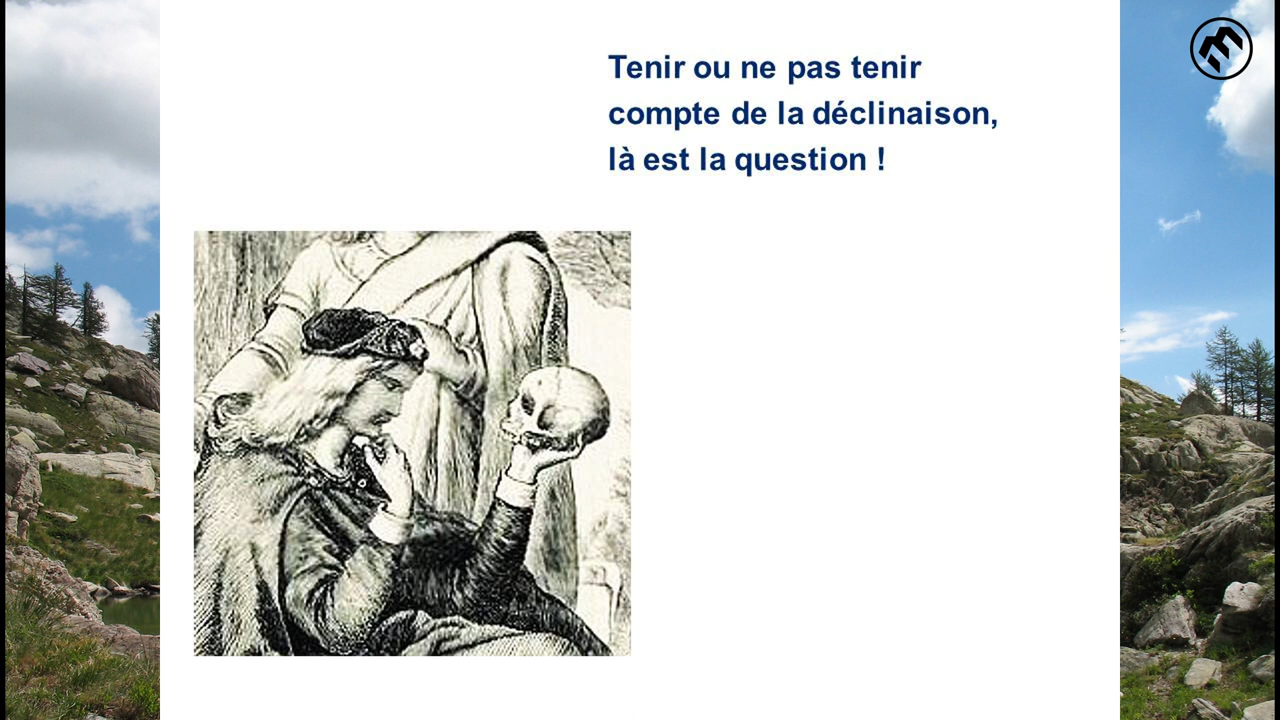 Tenir ou ne pas tenir
compte de la déclinaison,
là est la question !